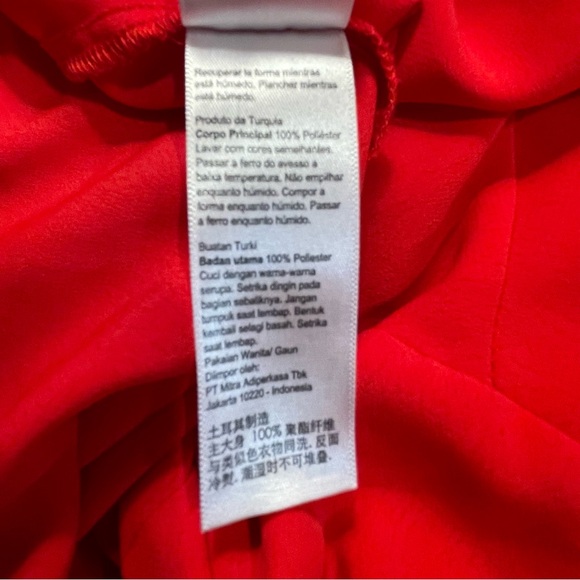 Recuperar la forma mientras
está húmedo. Planchar mientras
está húmedo.
Produto da Turquia
Corpo Principal 100% Poliéster
Lavar com cores semelhantes.
Passar a ferro do avesso a
baixa temperatura. Não empilhar
enquanto húmido. Compor a
forma enquanto húmido. Passar
a ferro enquanto húmido.
Buatan Turki
Badan utama 100% Poliester
Cuci dengan warna-warna
serupa. Setrika dingin pada
bagian sebaliknya. Jangan
tumpuk saat lembap. Bentuk
kembali selagi basah. Setrika
saat lembap.
Pakaian Wanita/ Gaun
Diimpor oleh:
PT Mitra Adiperkasa Tbk
Jakarta 10220 - Indonesia
土耳其制造
主大身 100% 聚酯纤维
与类似色衣物同洗. 反面
冷熨. 潮湿时不可堆叠.